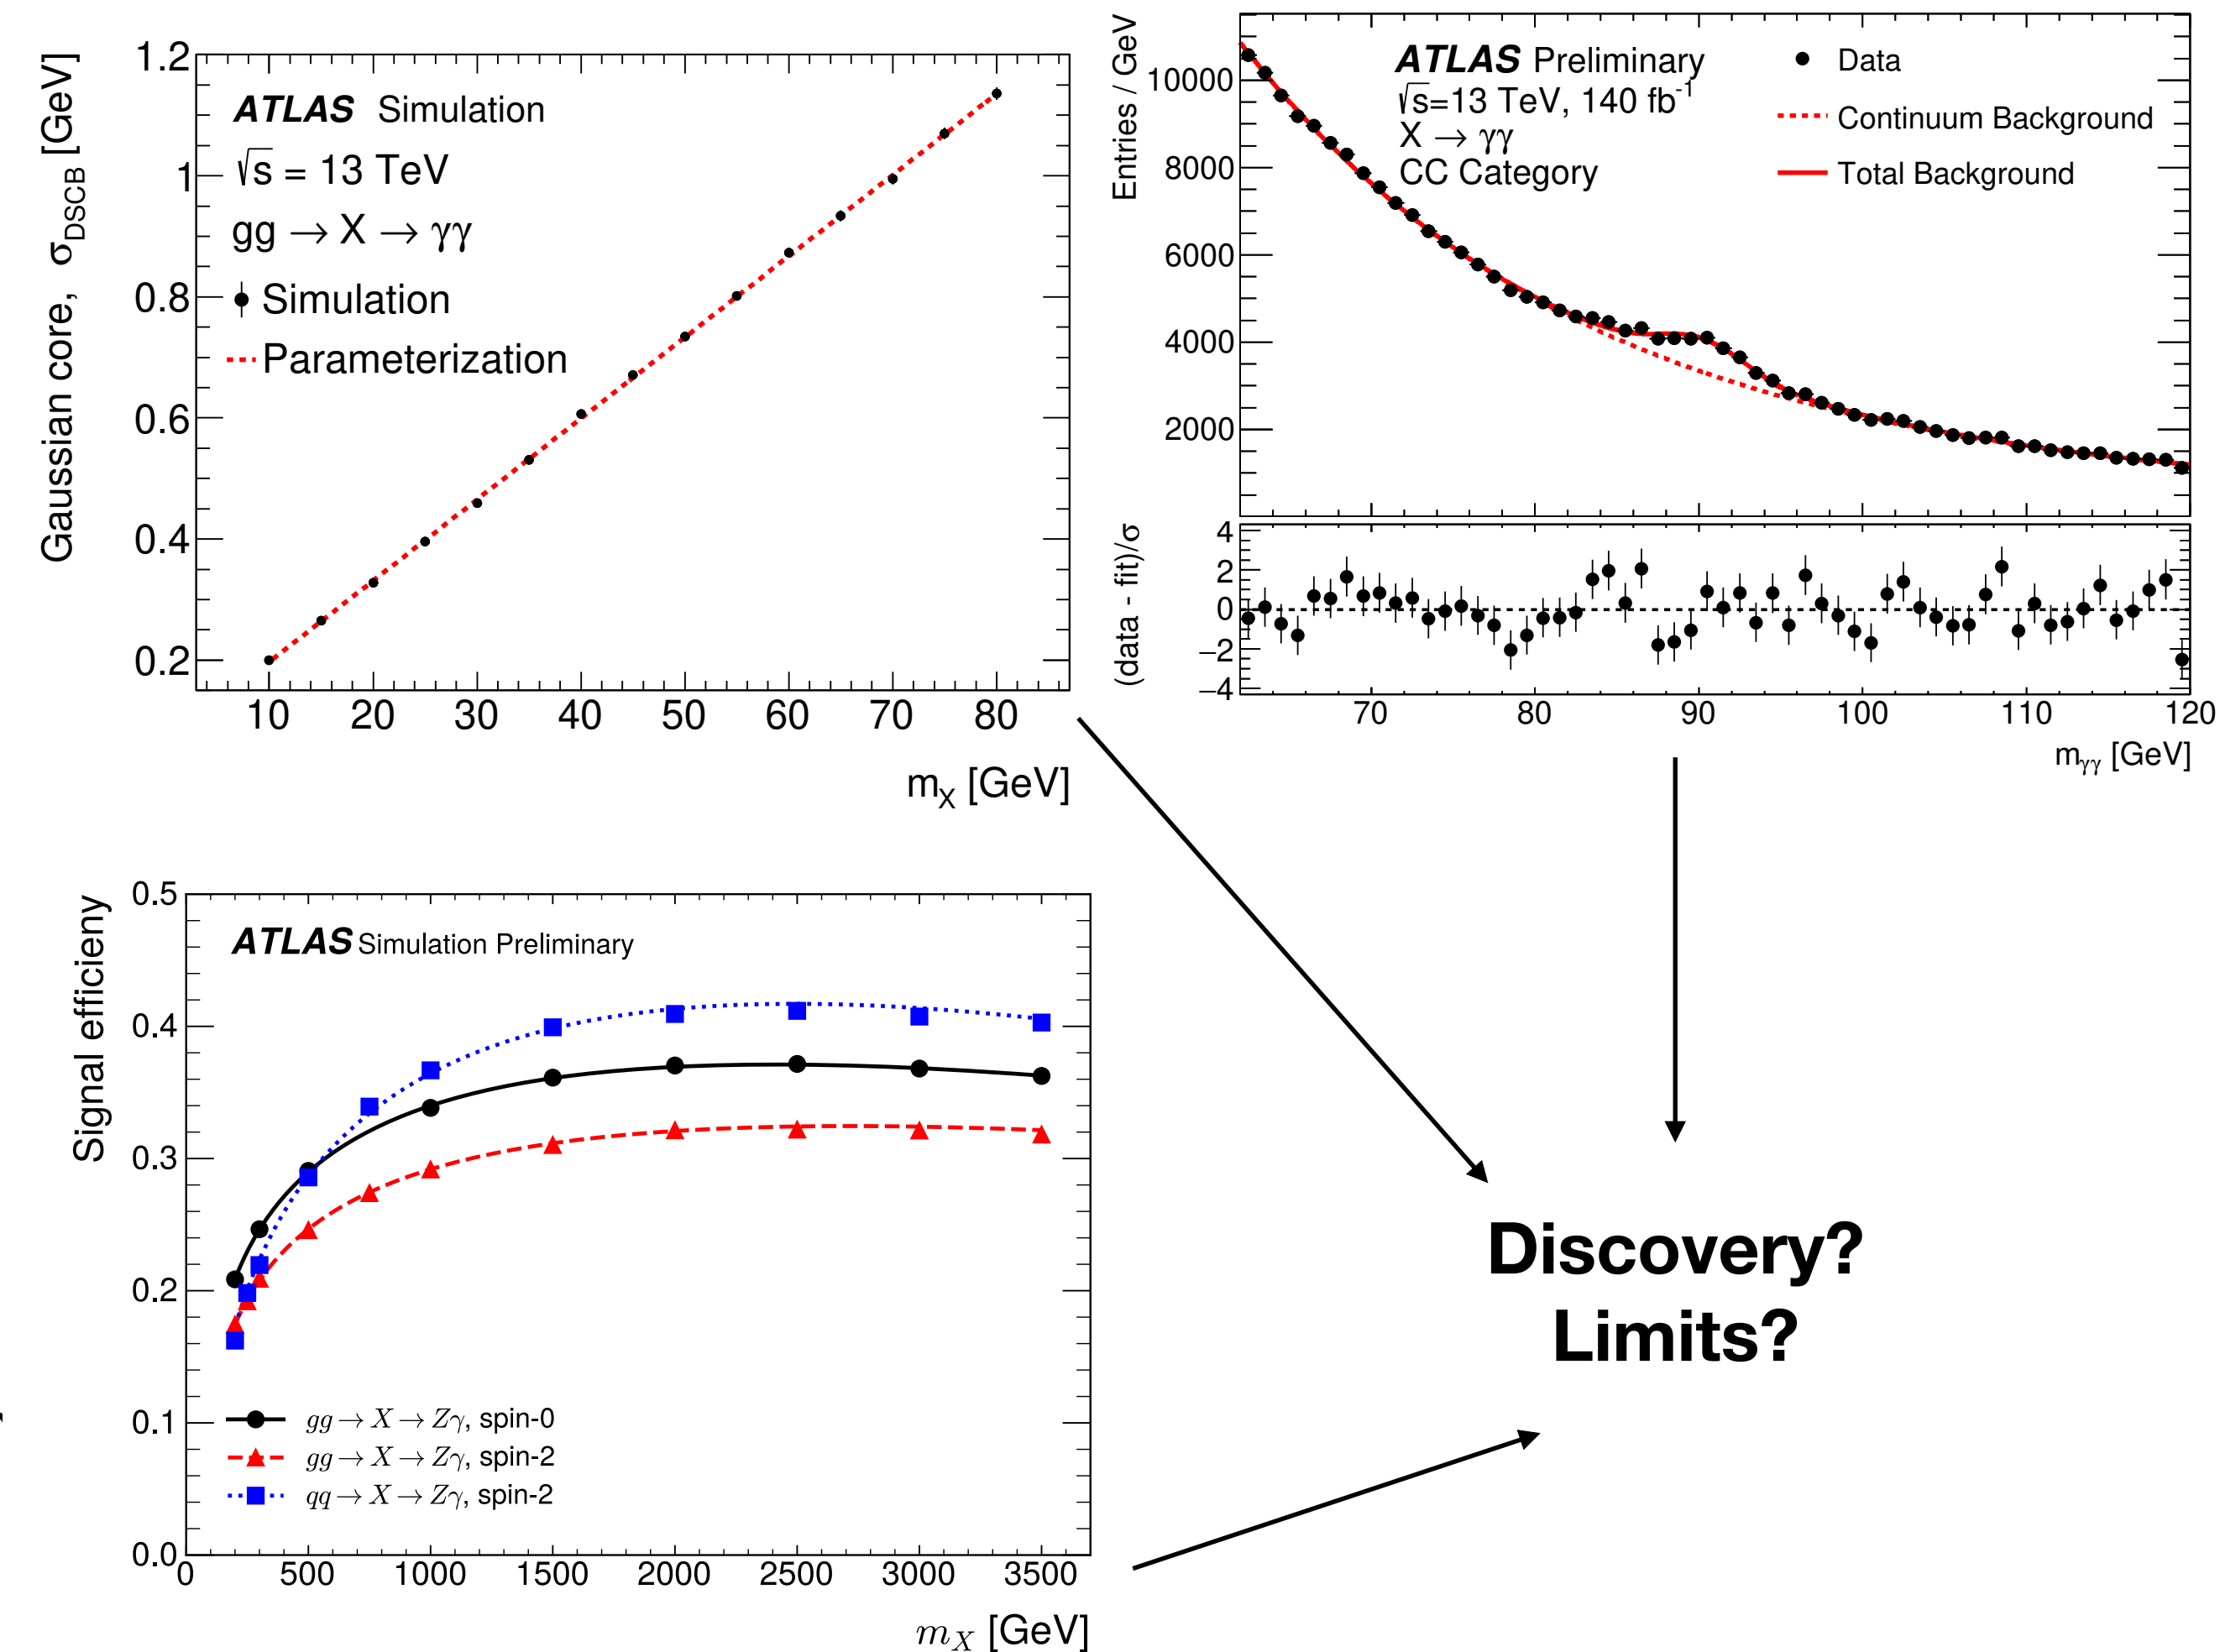 Gaussian core, σDSCB [GeV]
1.2
1
0.8
0.6
0.4
0.2
ATLAS Simulation
√s = 13 TeV
gg → X → γγ
Simulation
Parameterization
10 20 30 40 50 60 70 80
mX [GeV]
Entries / GeV
10000
8000
6000
4000
2000
ATLAS Preliminary
√s=13 TeV, 140 fb-1
X → γγ
CC Category
Data
Continuum Background
Total Background
(data - fit)/σ
4
2
0
−2
−4
70 80 90 100 110 120
mγγ [GeV]
Signal efficieny
0.5
0.4
0.3
0.2
0.1
0.0
ATLAS Simulation Preliminary
gg → X → Zγ, spin-0
gg → X → Zγ, spin-2
qq → X → Zγ, spin-2
0 500 1000 1500 2000 2500 3000 3500
mX [GeV]
Discovery?
Limits?